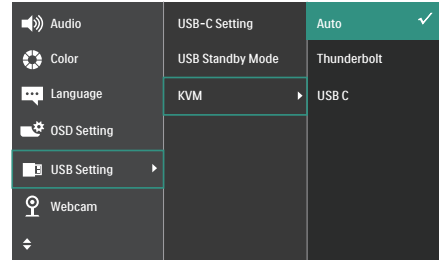 Audio
Color
Language
OSD Setting
USB Setting
Webcam
USB-C Setting
USB Standby Mode
KVM
Auto
Thunderbolt
USB C